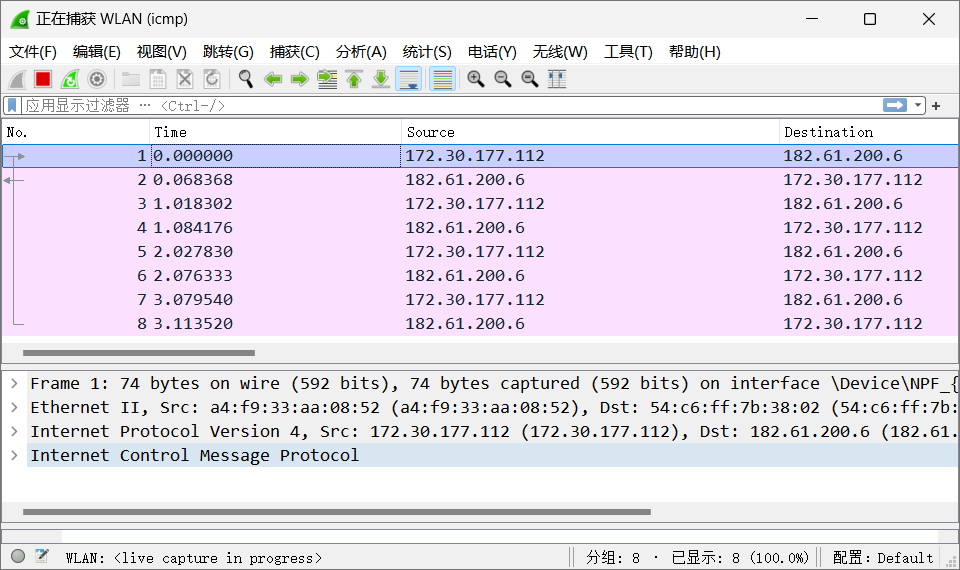 正在捕获 WLAN (icmp)
文件(F) 编辑(E) 视图(V) 跳转(G) 捕获(C) 分析(A) 统计(S) 电话(Y) 无线(W) 工具(T) 帮助(H)
应用显示过滤器 … <Ctrl-/>
No. Time Source Destination
1 0.000000 172.30.177.112 182.61.200.6
2 0.068368 182.61.200.6 172.30.177.112
3 1.018302 172.30.177.112 182.61.200.6
4 1.084176 182.61.200.6 172.30.177.112
5 2.027830 172.30.177.112 182.61.200.6
6 2.076333 182.61.200.6 172.30.177.112
7 3.079540 172.30.177.112 182.61.200.6
8 3.113520 182.61.200.6 172.30.177.112
Frame 1: 74 bytes on wire (592 bits), 74 bytes captured (592 bits) on interface \Device\NPF_{
Ethernet II, Src: a4:f9:33:aa:08:52 (a4:f9:33:aa:08:52), Dst: 54:c6:ff:7b:38:02 (54:c6:ff:7b:
Internet Protocol Version 4, Src: 172.30.177.112 (172.30.177.112), Dst: 182.61.200.6 (182.61.
Internet Control Message Protocol
WLAN: <live capture in progress> 分组: 8 · 已显示: 8 (100.0%) 配置: Default